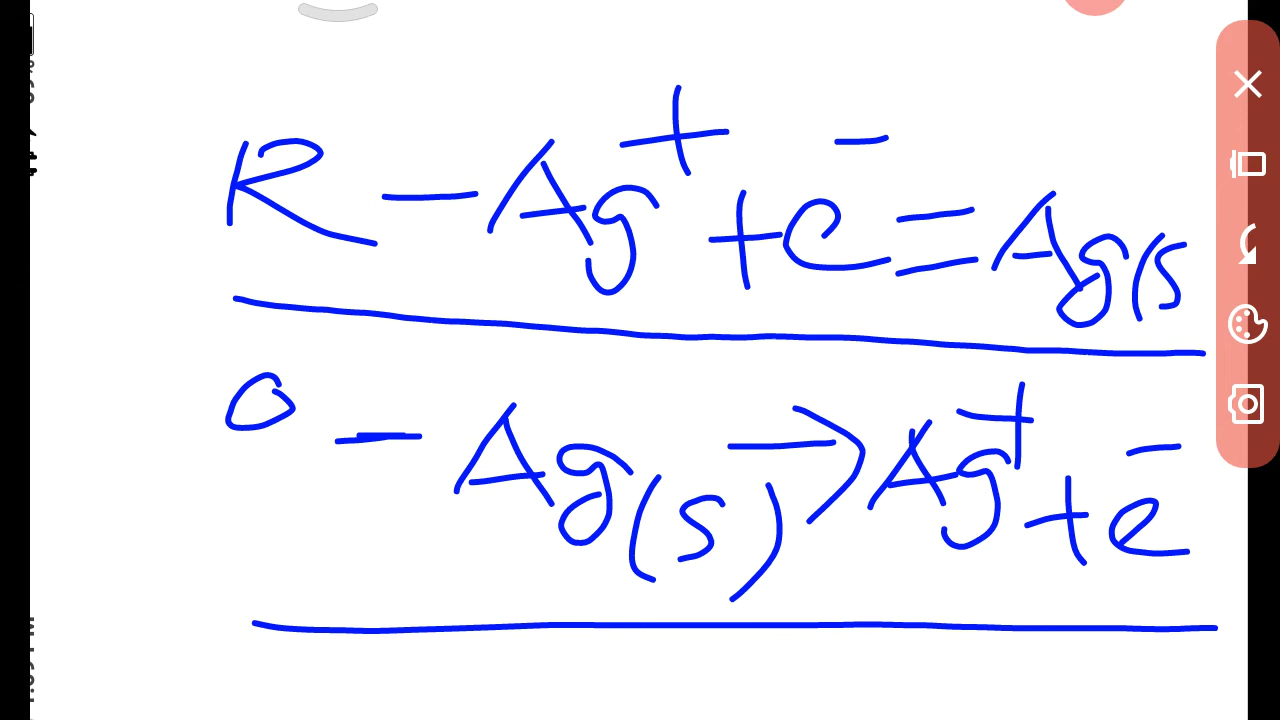 R - Ag⁺ + e⁻ = Ag(s
O - Ag(s) → Ag⁺ + e⁻